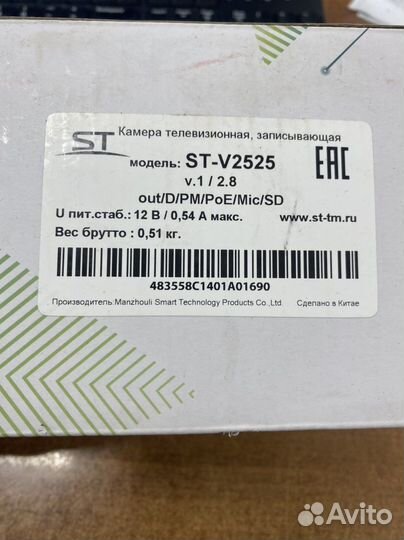 ST
Камера телевизионная, записывающая
модель: ST-V2525
EAC
v.1 / 2.8
out/D/PM/PoE/Mic/SD
U пит.стаб.: 12 В / 0,54 А макс. www.st-tm.ru
Вес брутто : 0,51 кг.
483558C1401A01690
Производитель:Manzhouli Smart Technology Products Co.,Ltd. Сделано в Китае
Avito